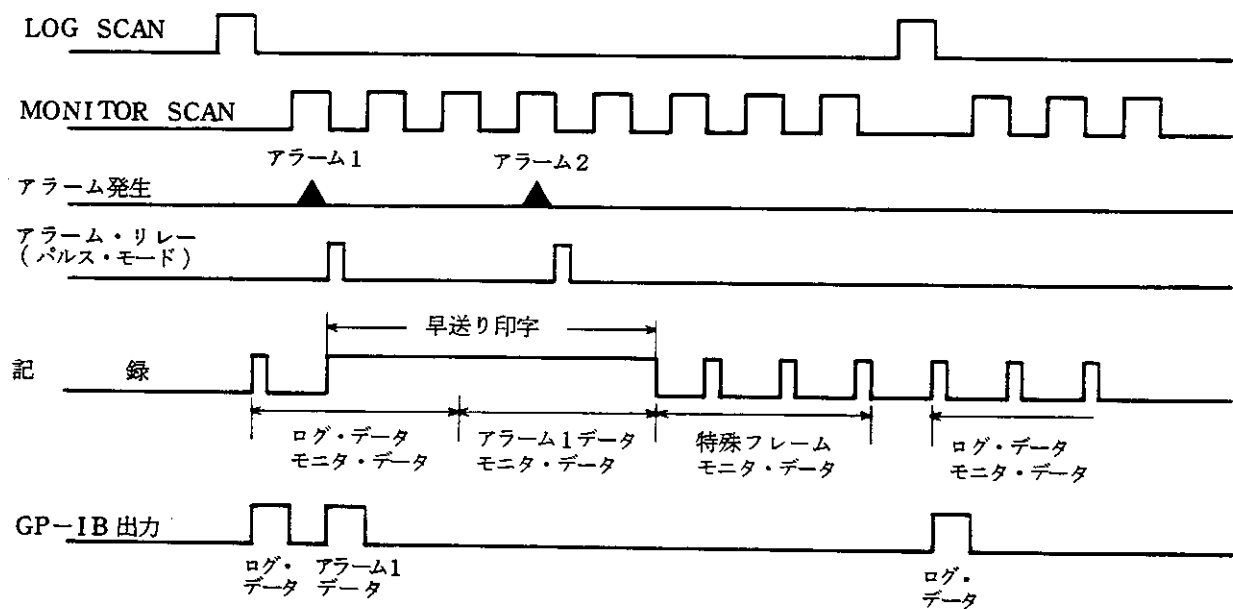 LOG SCAN
MONITOR SCAN
アラーム1
アラーム2
アラーム発生
アラーム・リレー
(パルス・モード)
早送り印字
記 録
ログ・データ
モニタ・データ
アラーム1データ
モニタ・データ
特殊フレーム
モニタ・データ
ログ・データ
モニタ・データ
GP-IB出力
ログ・
データ
アラーム1
データ
ログ・
データ